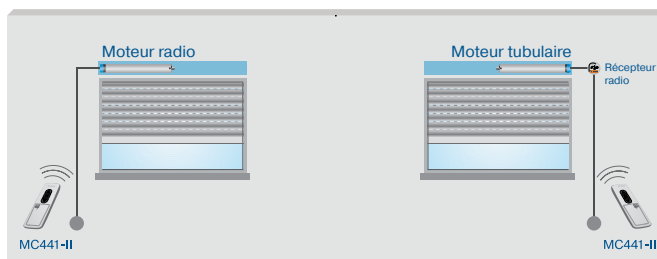 Moteur radio
Moteur tubulaire
Récepteur
radio
MC441-II
MC441-II